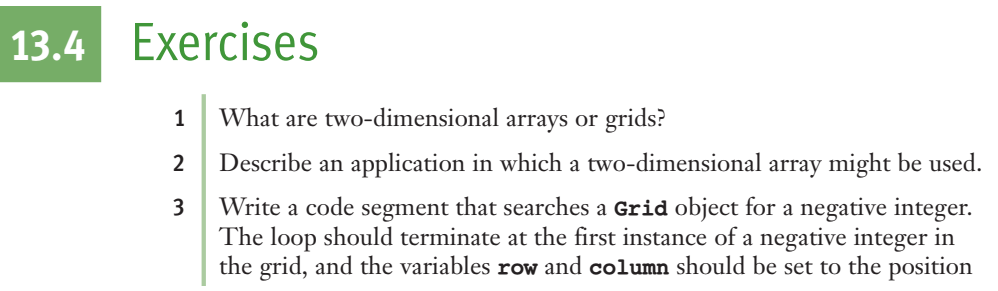 13.4 Exercises
1 What are two-dimensional arrays or grids?
2 Describe an application in which a two-dimensional array might be used.
3 Write a code segment that searches a Grid object for a negative integer.
The loop should terminate at the first instance of a negative integer in
the grid, and the variables row and column should be set to the position